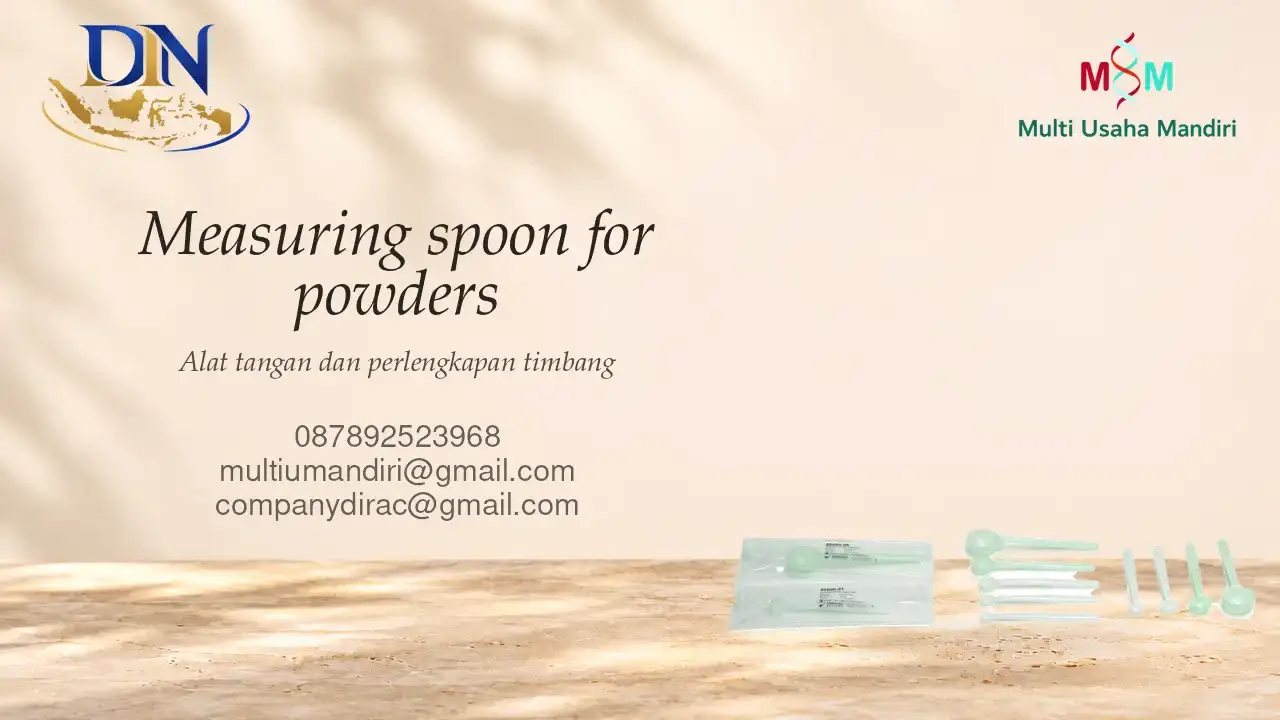 DN
M M
Multi Usaha Mandiri
Measuring spoon for
powders
Alat tangan dan perlengkapan timbang
087892523968
multiumandiri@gmail.com
companydirac@gmail.com